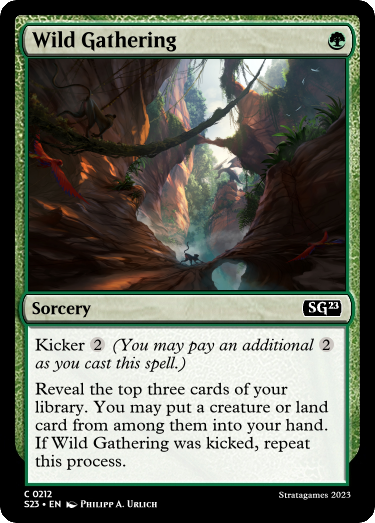 Wild Gathering
Sorcery
SG23
Kicker 2 (You may pay an additional 2
as you cast this spell.)
Reveal the top three cards of your
library. You may put a creature or land
card from among them into your hand.
If Wild Gathering was kicked, repeat
this process.
C 0212
S23 • EN Philipp A. Urlich
Stratagames 2023